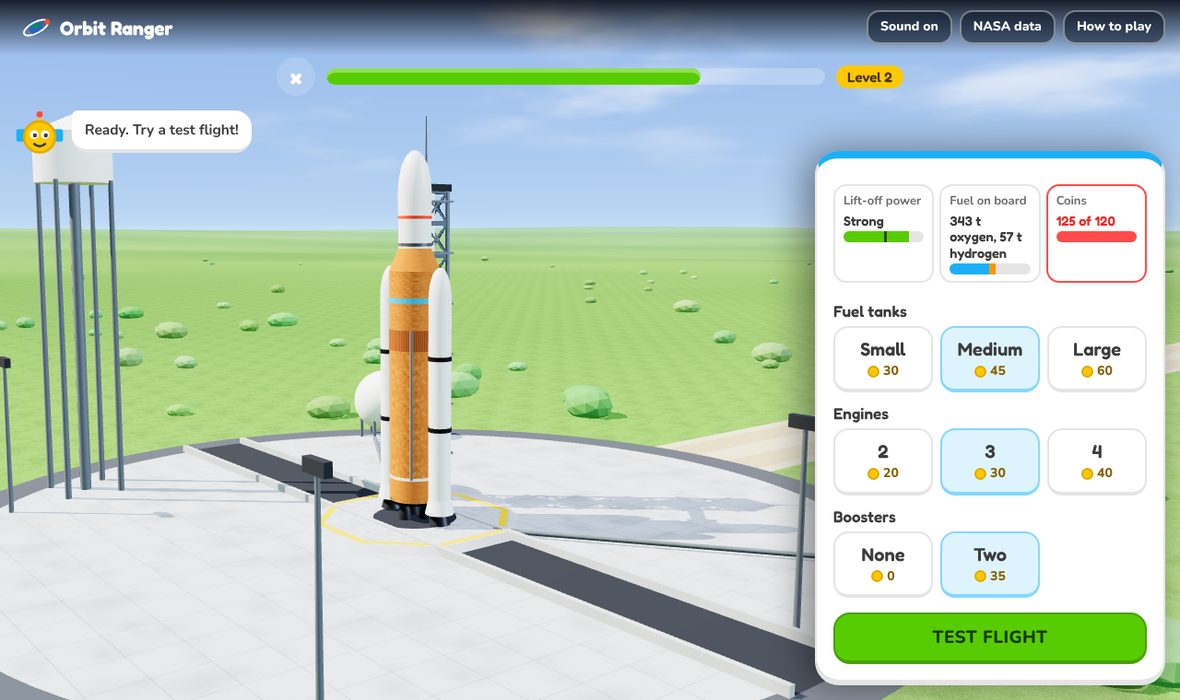 Orbit Ranger
Sound on
NASA data
How to play
Level 2
Ready. Try a test flight!
Lift-off power
Strong
Fuel on board
343 t
oxygen, 57 t
hydrogen
Coins
125 of 120
Fuel tanks
Small
30
Medium
45
Large
60
Engines
2
20
3
30
4
40
Boosters
None
0
Two
35
TEST FLIGHT